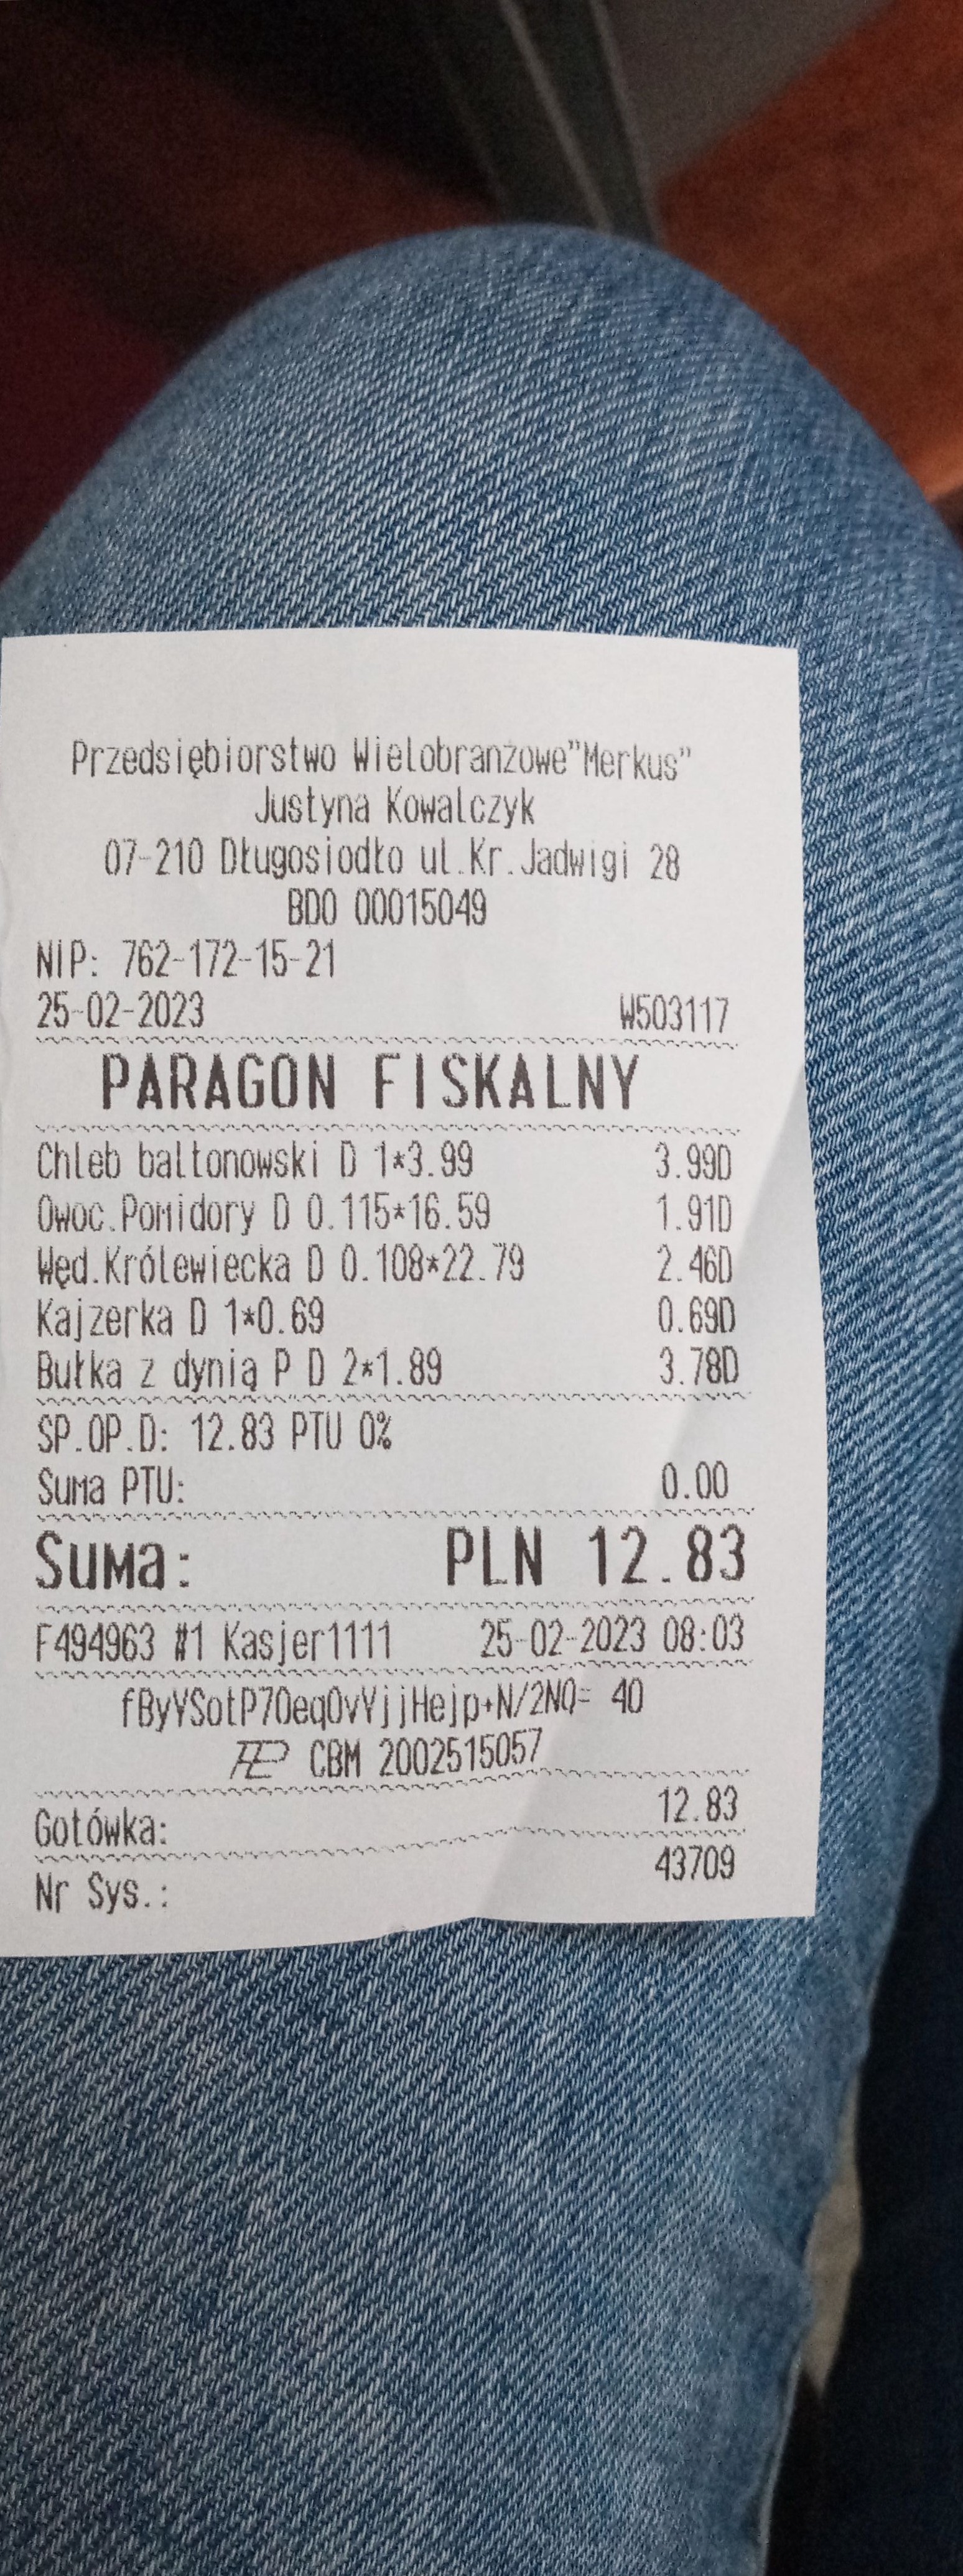 Przedsiębiorstwo Wielobranżowe"Merkus"
Justyna Kowalczyk
07-210 Długosiodło ul.Kr.Jadwigi 28
BDO 00015049
NIP: 762-172-15-21
25-02-2023 W503117
PARAGON FISKALNY
Chleb baltonowski D 1*3.99 3.99D
Owoc.Pomidory D 0.115*16.59 1.91D
Węd.Królewiecka D 0.108*22.79 2.46D
Kajzerka D 1*0.69 0.69D
Bułka z dynią P D 2*1.89 3.78D
SP.OP.D: 12.83 PTU 0%
Suma PTU: 0.00
Suma: PLN 12.83
F494963 #1 Kasjer1111 25-02-2023 08:03
40
CBM 2002515057
Gotówka: 12.83
Nr Sys.: 43709